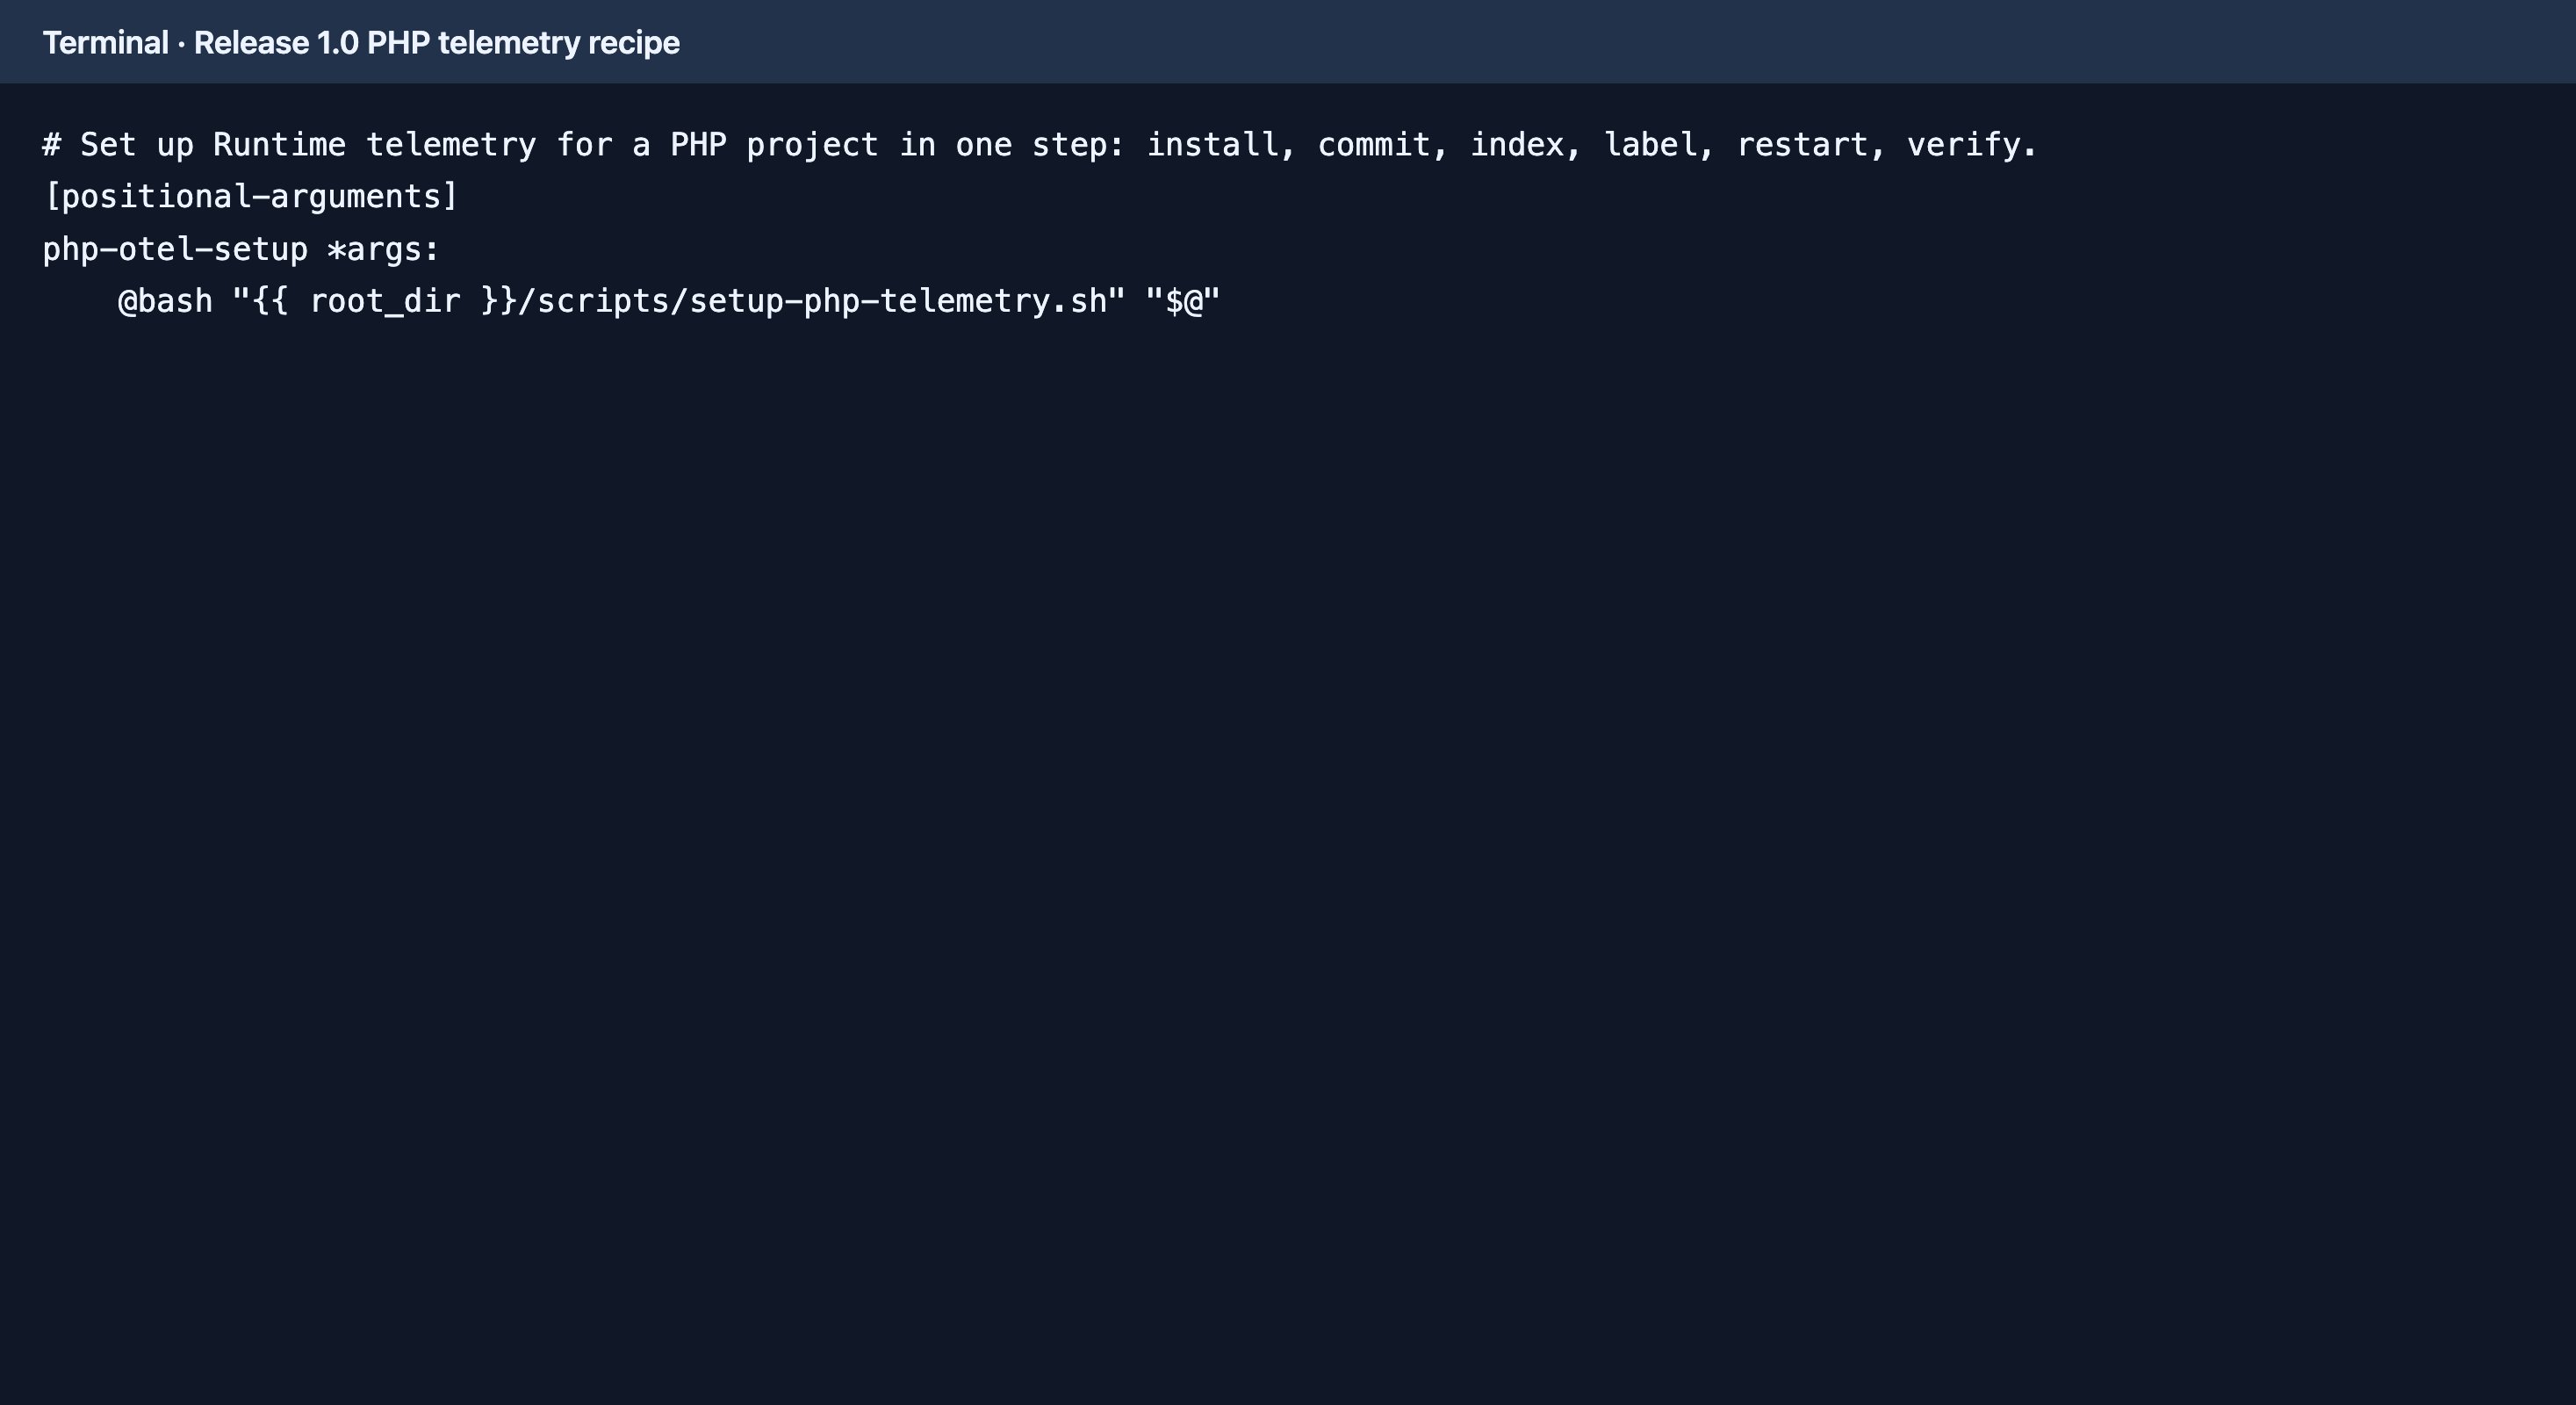 Terminal · Release 1.0 PHP telemetry recipe
# Set up Runtime telemetry for a PHP project in one step: install, commit, index, label, restart, verify.
[positional-arguments]
php-otel-setup *args:
    @bash "{{ root_dir }}/scripts/setup-php-telemetry.sh" "$@"